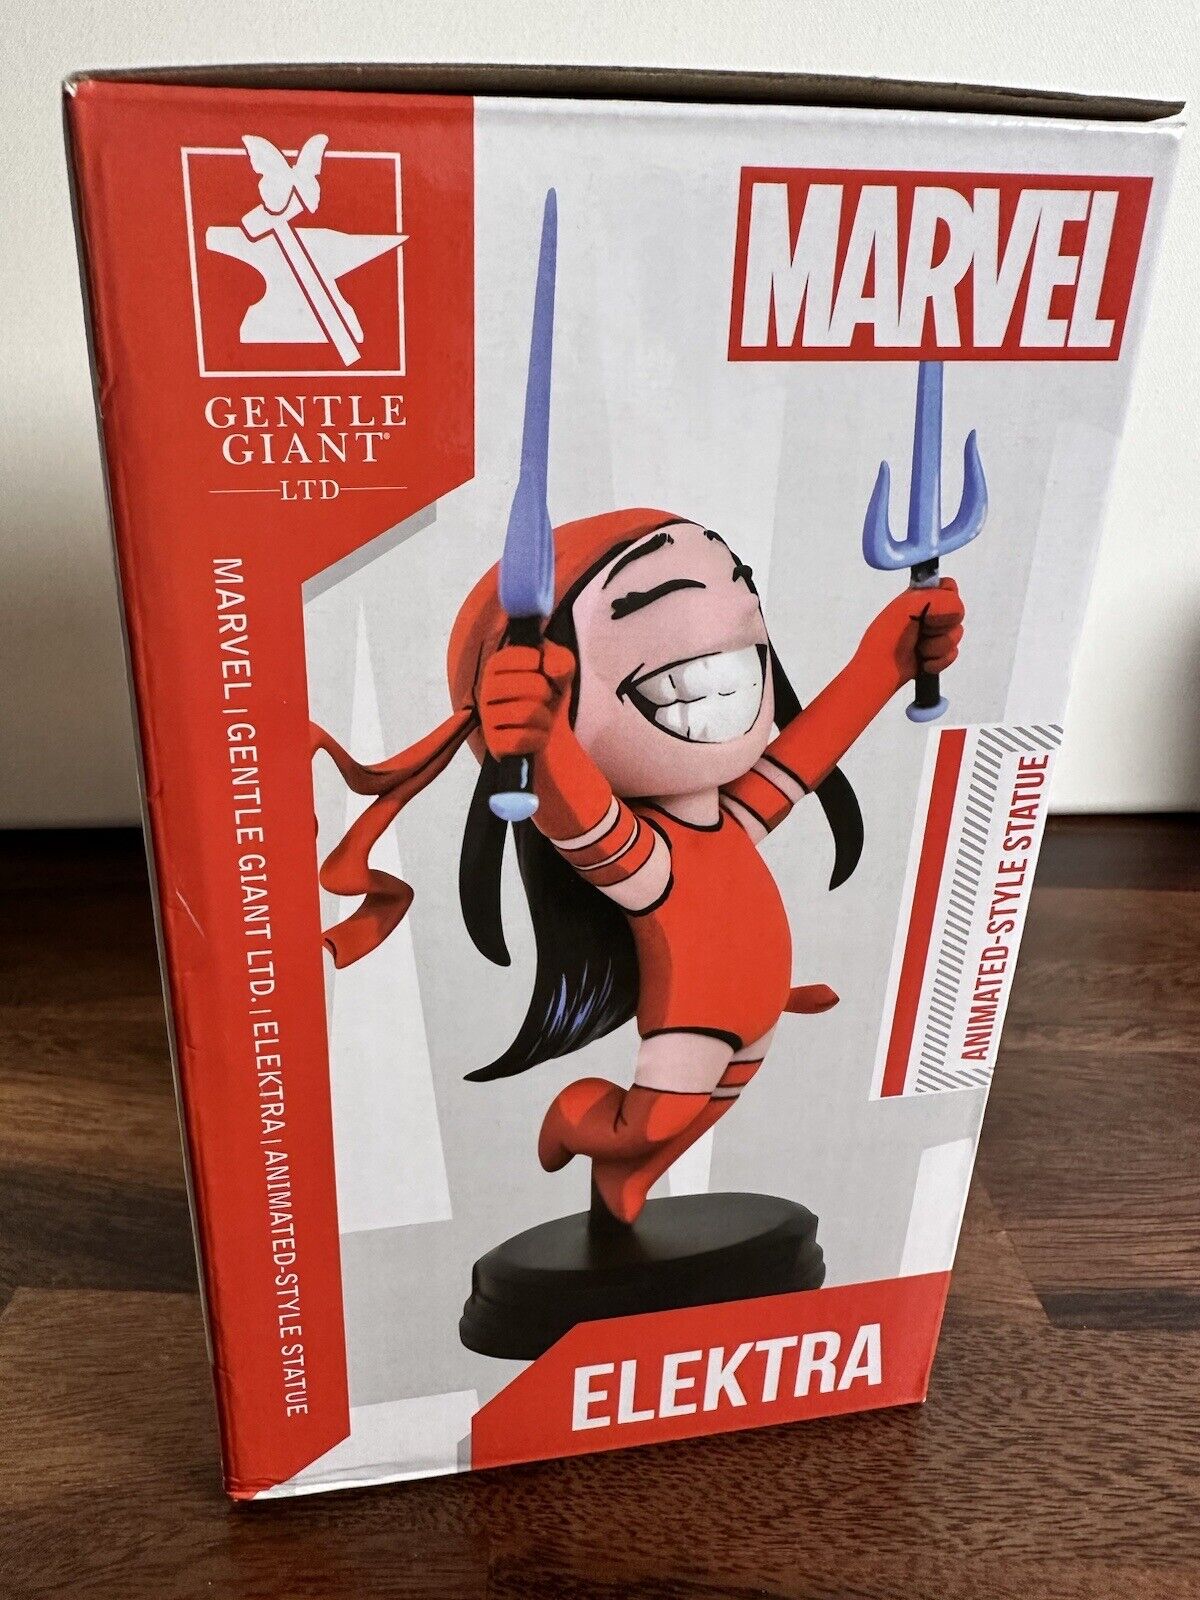 GENTLE
GIANT®
LTD
MARVEL
MARVEL | GENTLE GIANT LTD. | ELEKTRA | ANIMATED-STYLE STATUE
ANIMATED-STYLE STATUE
ELEKTRA